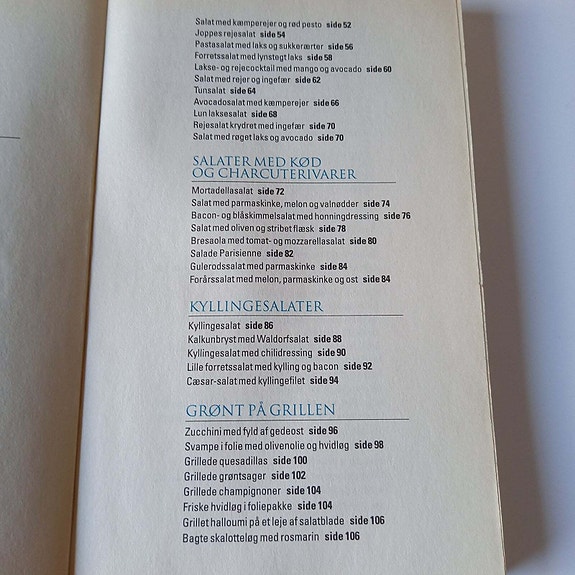 Salat med kæmperejer og rød pesto side 52
Joppes rejesalat side 54
Pastasalat med laks og sukkerærter side 56
Forretssalat med lynstegt laks side 58
Lakse- og rejecocktail med mango og avocado side 60
Salat med rejer og ingefær side 62
Tunsalat side 64
Avocadosalat med kæmperejer side 66
Lun laksesalat side 68
Rejesalat krydret med ingefær side 70
Salat med røget laks og avocado side 70
SALATER MED KØD
OG CHARCUTERIVARER
Mortadellasalat side 72
Salat med parmaskinke, melon og valnødder side 74
Bacon- og blåskimmelsalat med honningdressing side 76
Salat med oliven og stribet flæsk side 78
Bresaola med tomat- og mozzarellasalat side 80
Salade Parisienne side 82
Gulerodssalat med parmaskinke side 84
Forårssalat med melon, parmaskinke og ost side 84
KYLLINGESALATER
Kyllingesalat side 86
Kalkunbryst med Waldorfsalat side 88
Kyllingesalat med chilidressing side 90
Lille forretssalat med kylling og bacon side 92
Cæsar-salat med kyllingefilet side 94
GRØNT PÅ GRILLEN
Zucchini med fyld af gedeost side 96
Svampe i folie med olivenolie og hvidløg side 98
Grillede quesadillas side 100
Grillede grøntsager side 102
Grillede champignoner side 104
Friske hvidløg i foliepakke side 104
Grillet halloumi på et leje af salatblade side 106
Bagte skalotteløg med rosmarin side 106